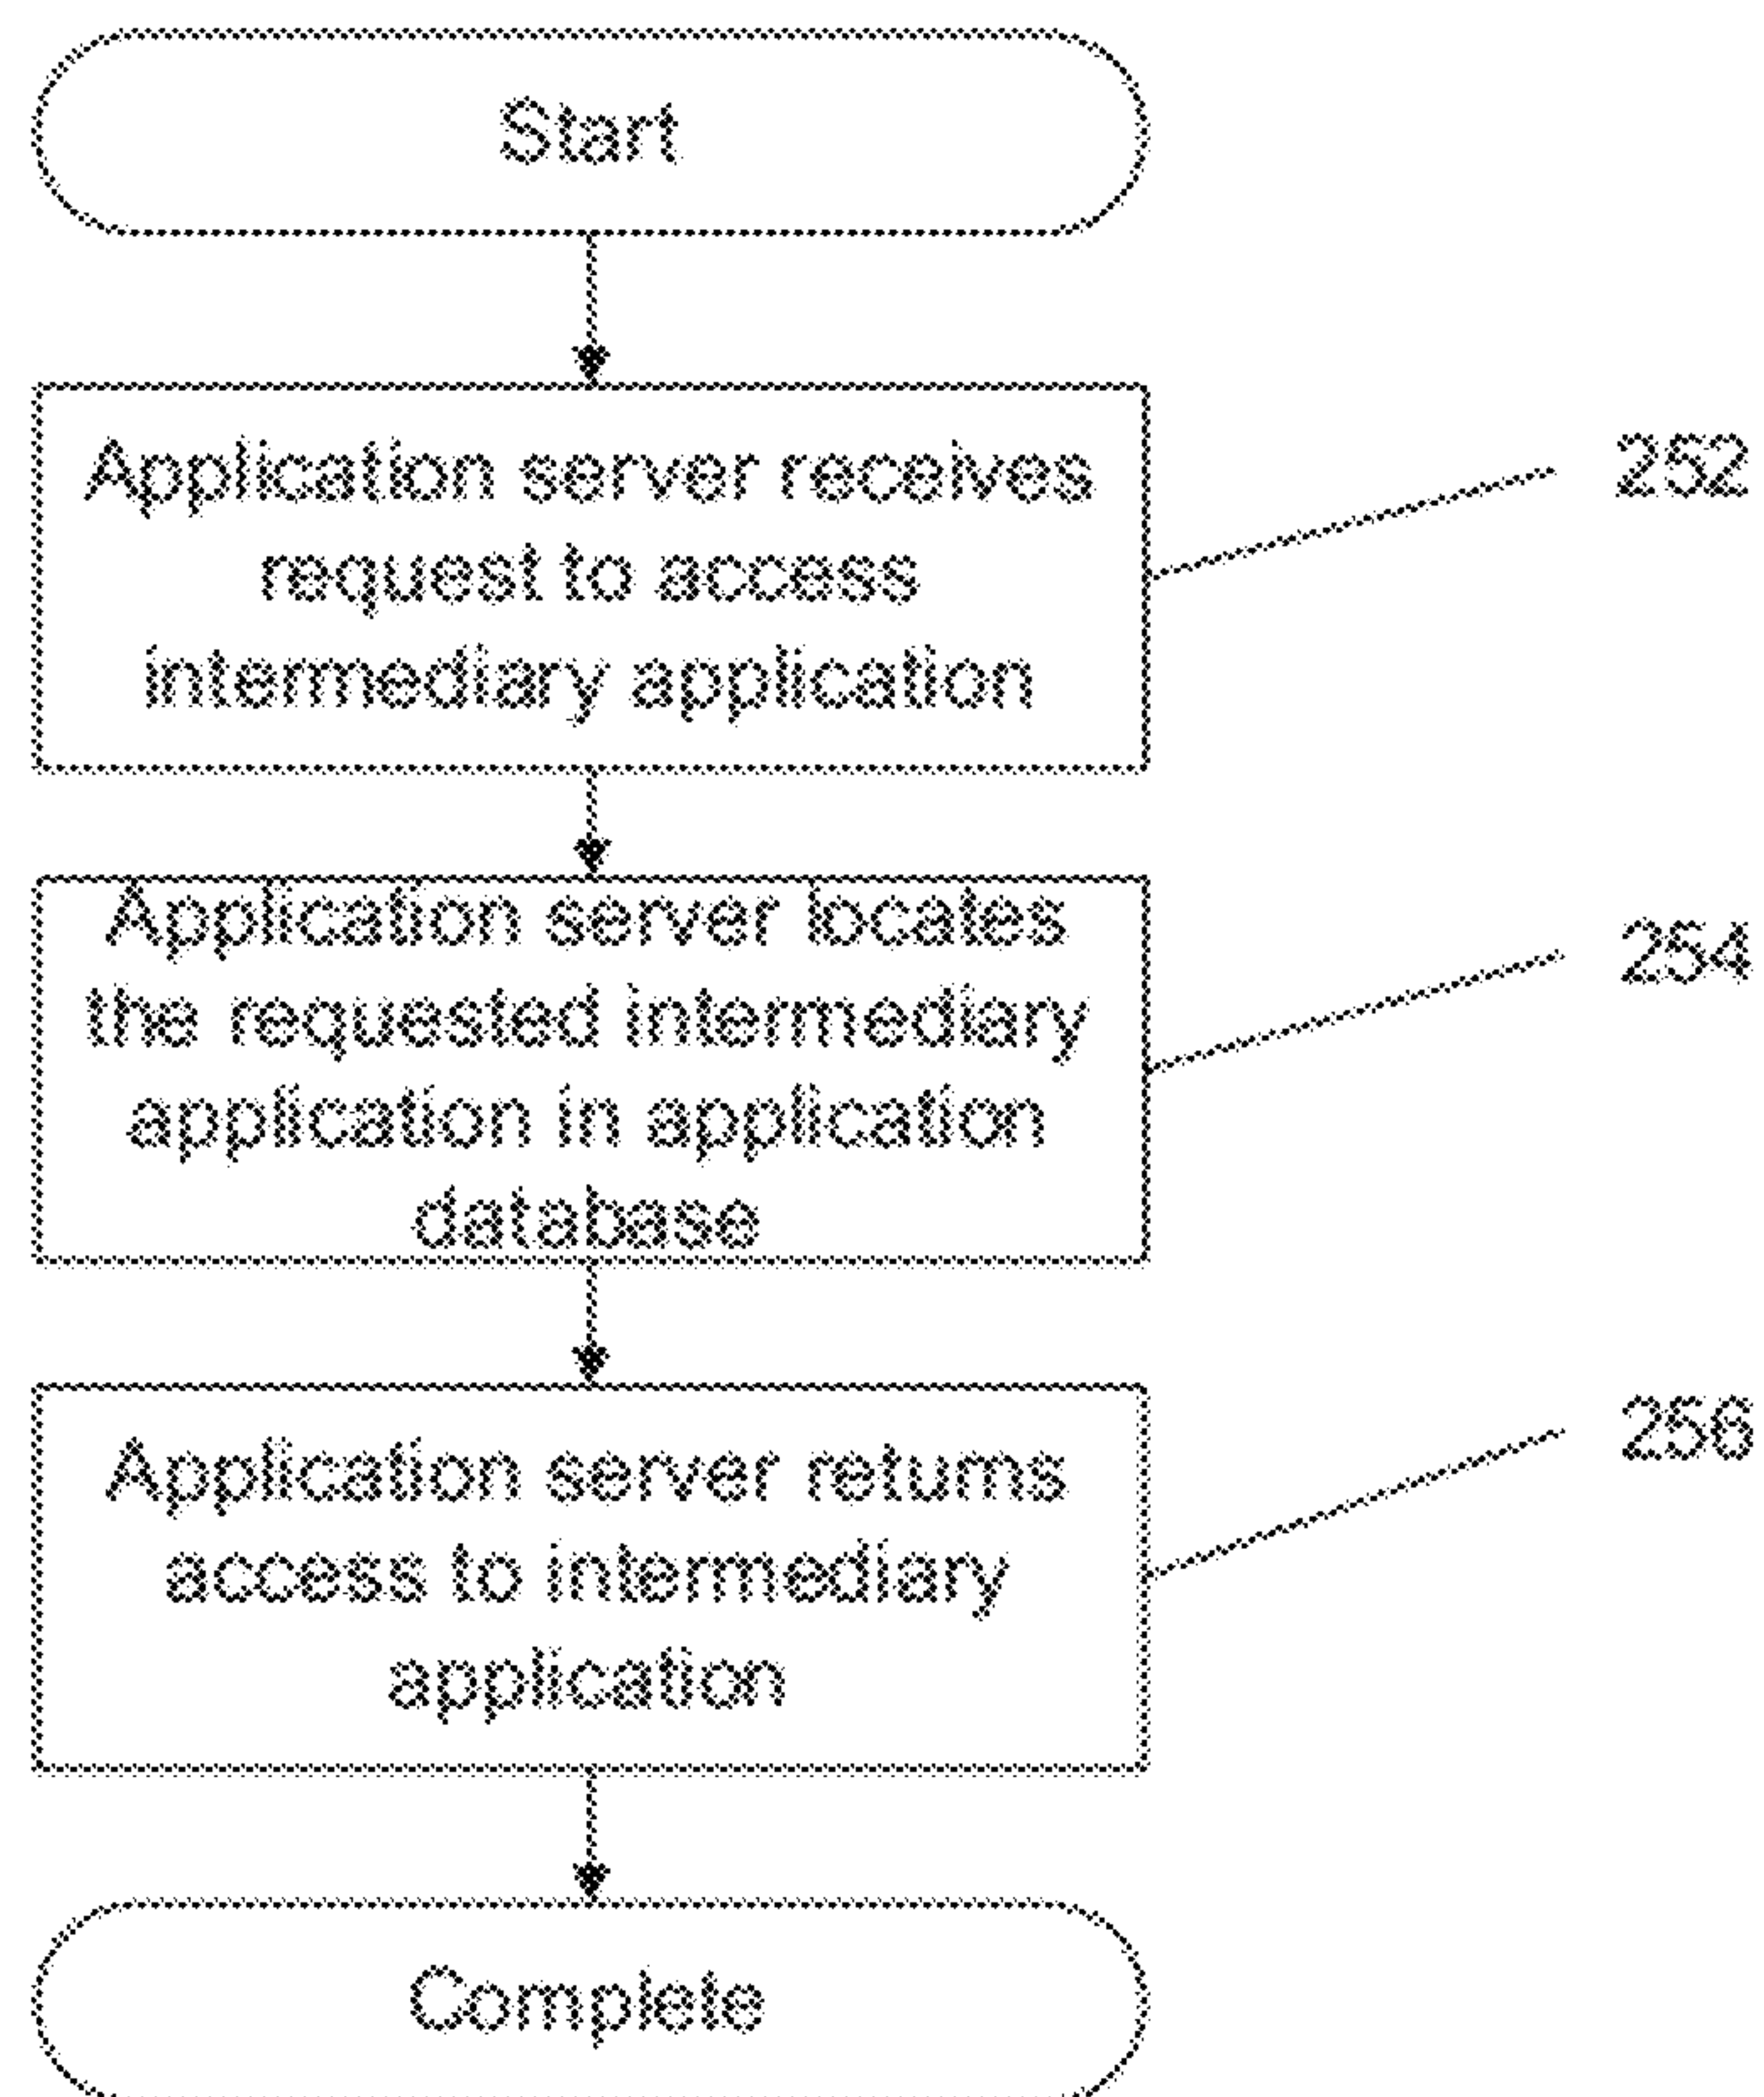 Start
Application server receives
request to access
intermediary application
252
Application server locates
the requested intermediary
application in application
database
254
Application server returns
access to intermediary
application
256
Complete